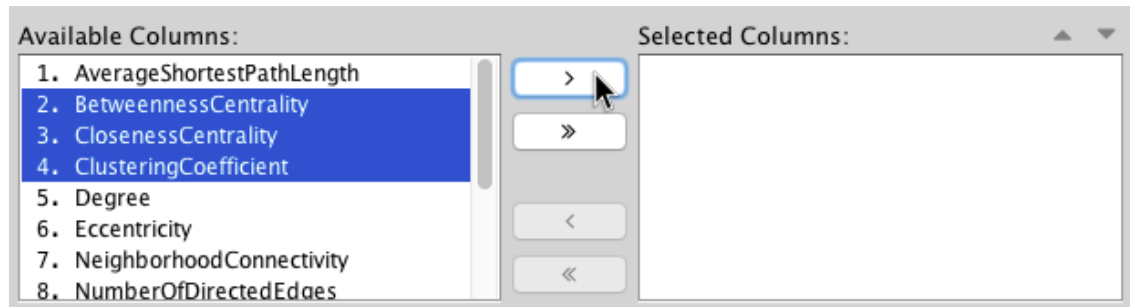 Available Columns:
1. AverageShortestPathLength
2. BetweennessCentrality
3. ClosenessCentrality
4. ClusteringCoefficient
5. Degree
6. Eccentricity
7. NeighborhoodConnectivity
8. NumberOfDirectedEdges
>
»
<
«
Selected Columns: